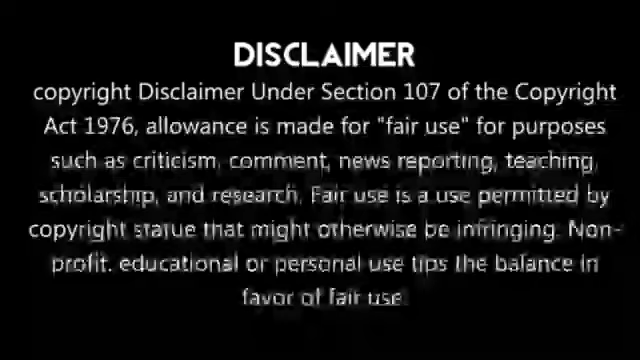 DISCLAIMER
copyright Disclaimer Under Section 107 of the Copyright
Act 1976, allowance is made for "fair use" for purposes
such as criticism, comment, news reporting, teaching,
scholarship, and research. Fair use is a use permitted by
copyright statue that might otherwise be infringing. Non-
profit. educational or personal use tips the balance in
favor of fair use